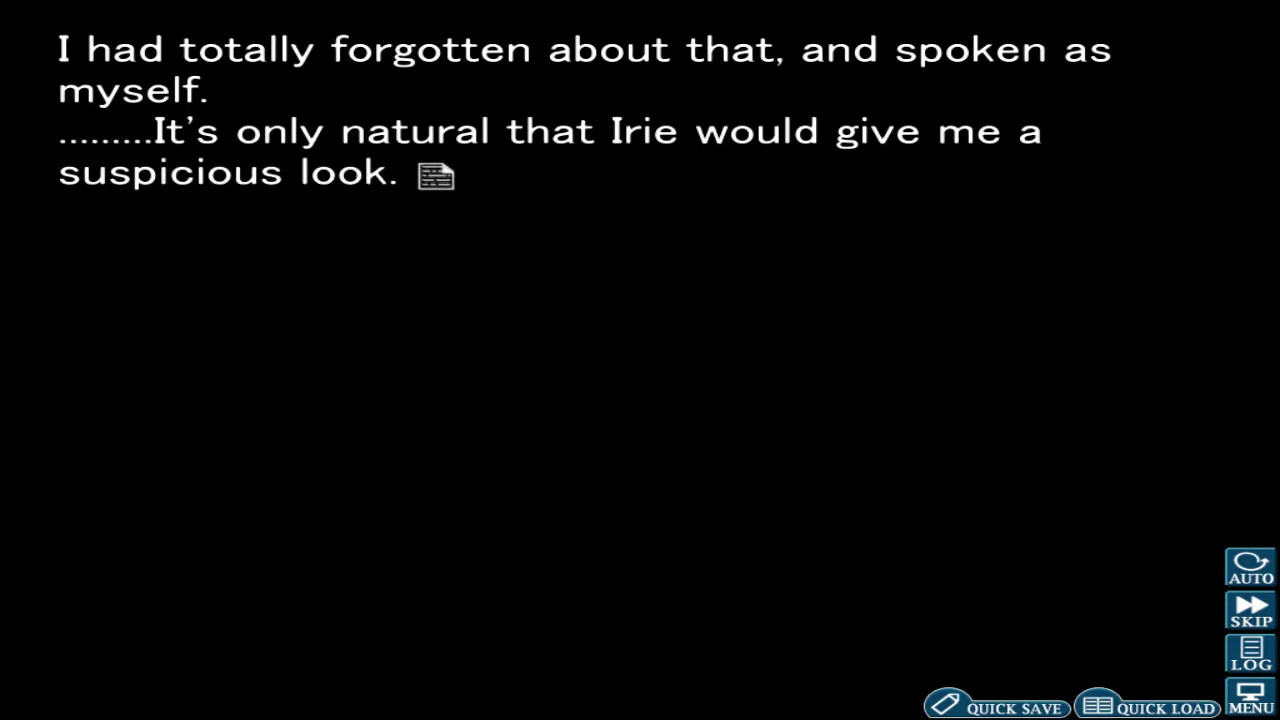 I had totally forgotten about that, and spoken as
myself.
.........It's only natural that Irie would give me a
suspicious look.
AUTO
SKIP
LOG
QUICK SAVE
QUICK LOAD
MENU